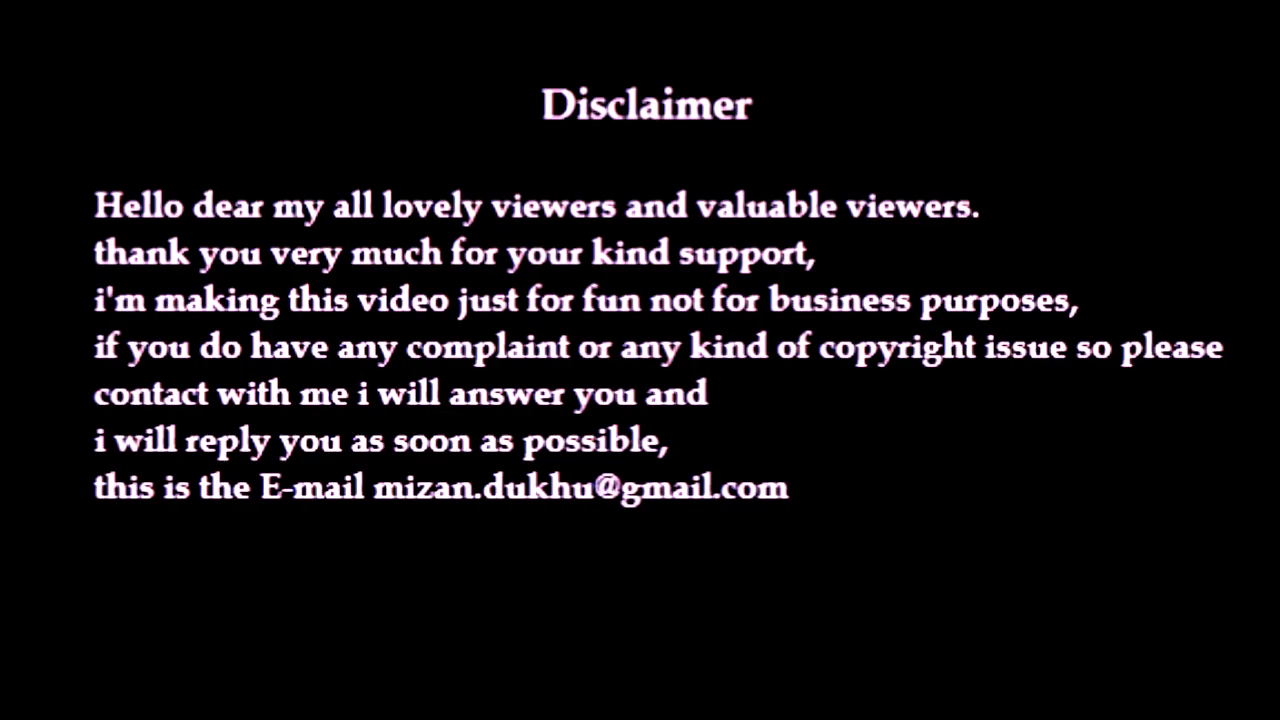 Disclaimer
Hello dear my all lovely viewers and valuable viewers.
thank you very much for your kind support,
i'm making this video just for fun not for business purposes,
if you do have any complaint or any kind of copyright issue so please
contact with me i will answer you and
i will reply you as soon as possible,
this is the E-mail mizan.dukhu@gmail.com